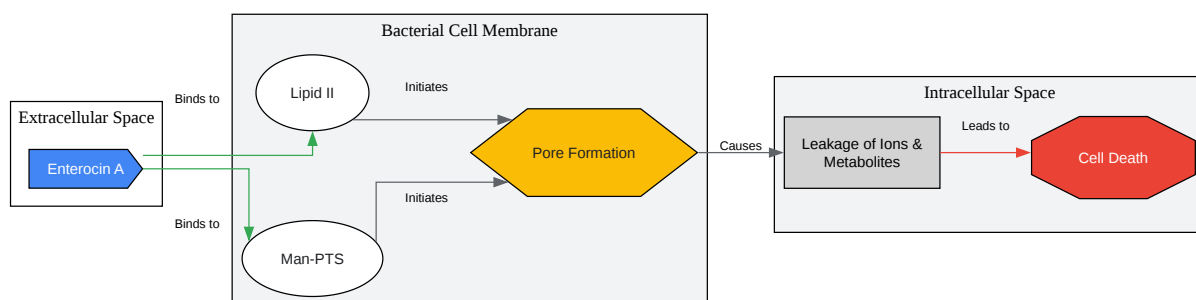 Extracellular Space
Enterocin A
Binds to
Binds to
Bacterial Cell Membrane
Lipid II
Man-PTS
Initiates
Initiates
Pore Formation
Causes
Intracellular Space
Leakage of Ions &
Metabolites
Leads to
Cell Death